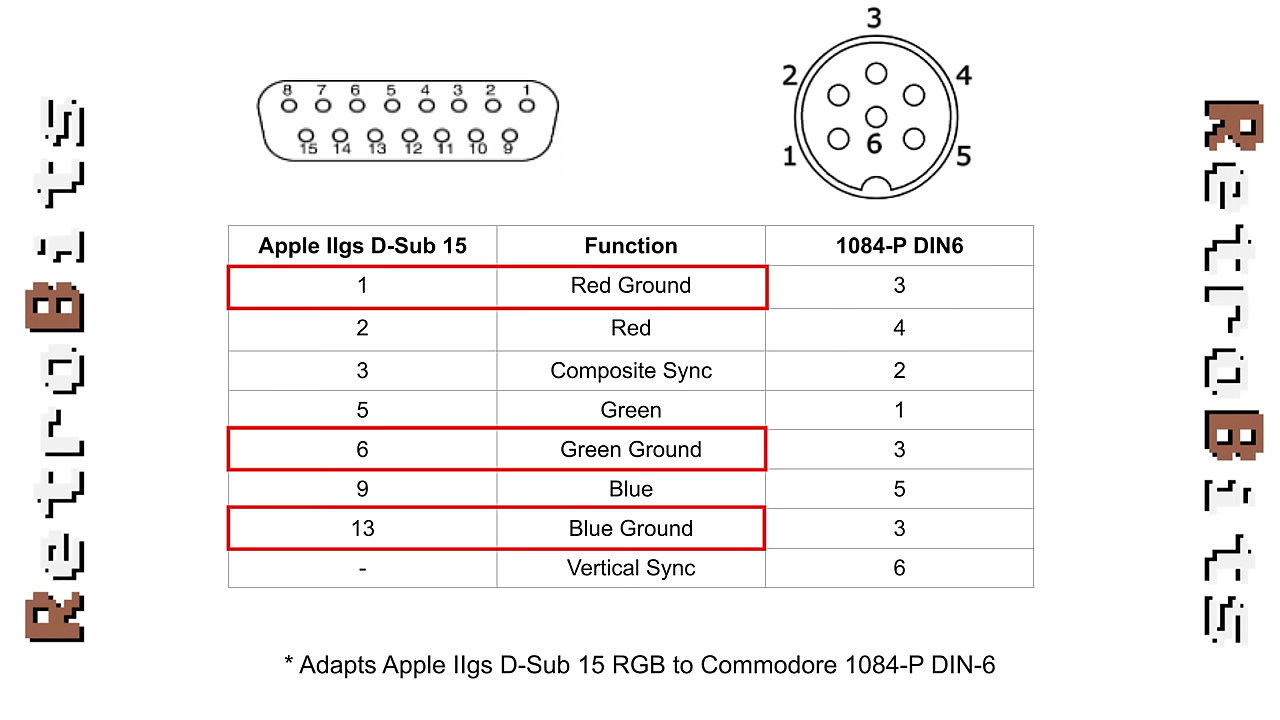 3
2 4
8 7 6 5 4 3 2 1
15 14 13 12 11 10 9
1 6 5
Apple IIgs D-Sub 15 Function 1084-P DIN6
1 Red Ground 3
2 Red 4
3 Composite Sync 2
5 Green 1
6 Green Ground 3
9 Blue 5
13 Blue Ground 3
- Vertical Sync 6
* Adapts Apple IIgs D-Sub 15 RGB to Commodore 1084-P DIN-6
RetroBits
RetroBits